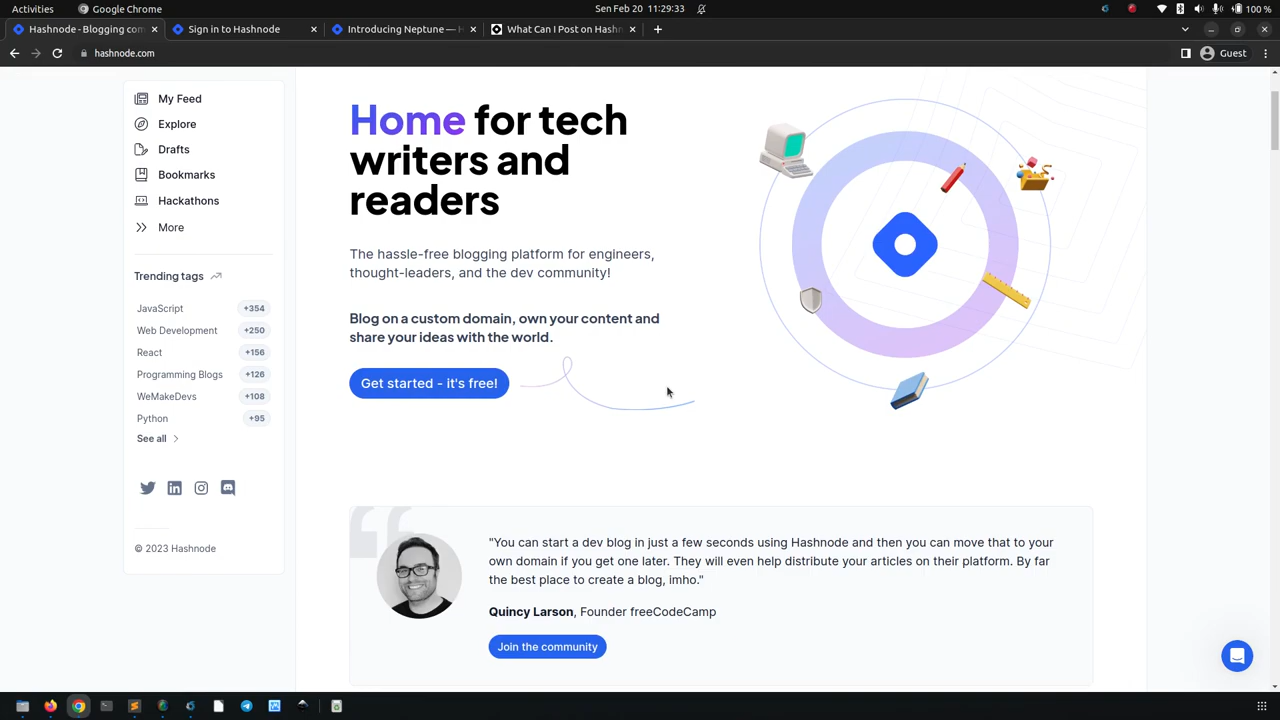 Activities
Google Chrome
Sen Feb 20 11:29:33
100 %
Hashnode - Blogging com
Sign in to Hashnode
Introducing Neptune — H
What Can I Post on Hashn
hashnode.com
Guest
My Feed
Explore
Drafts
Bookmarks
Hackathons
More
Trending tags
JavaScript +354
Web Development +250
React +156
Programming Blogs +126
WeMakeDevs +108
Python +95
See all
© 2023 Hashnode
Home for tech
writers and
readers
The hassle-free blogging platform for engineers,
thought-leaders, and the dev community!
Blog on a custom domain, own your content and
share your ideas with the world.
Get started - it's free!
"You can start a dev blog in just a few seconds using Hashnode and then you can move that to your
own domain if you get one later. They will even help distribute your articles on their platform. By far
the best place to create a blog, imho."
Quincy Larson, Founder freeCodeCamp
Join the community